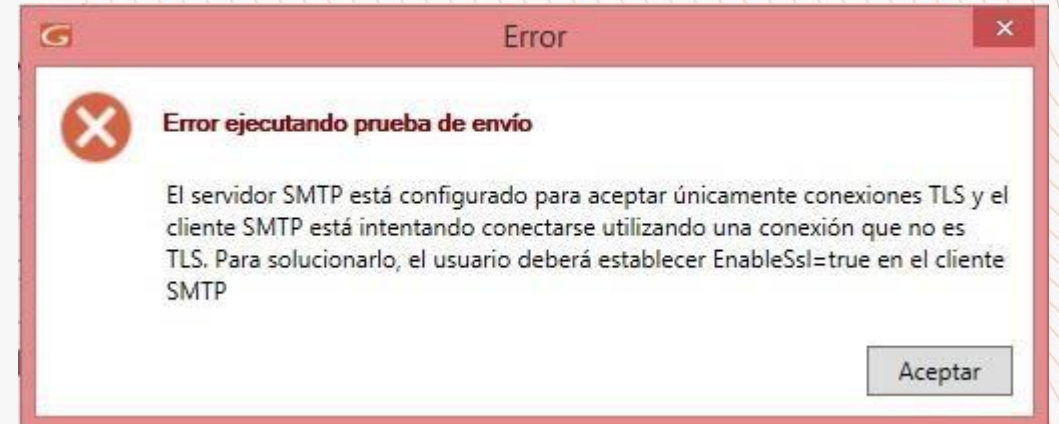 Error
Error ejecutando prueba de envío
El servidor SMTP está configurado para aceptar únicamente conexiones TLS y el
cliente SMTP está intentando conectarse utilizando una conexión que no es
TLS. Para solucionarlo, el usuario deberá establecer EnableSsl=true en el cliente
SMTP
Aceptar